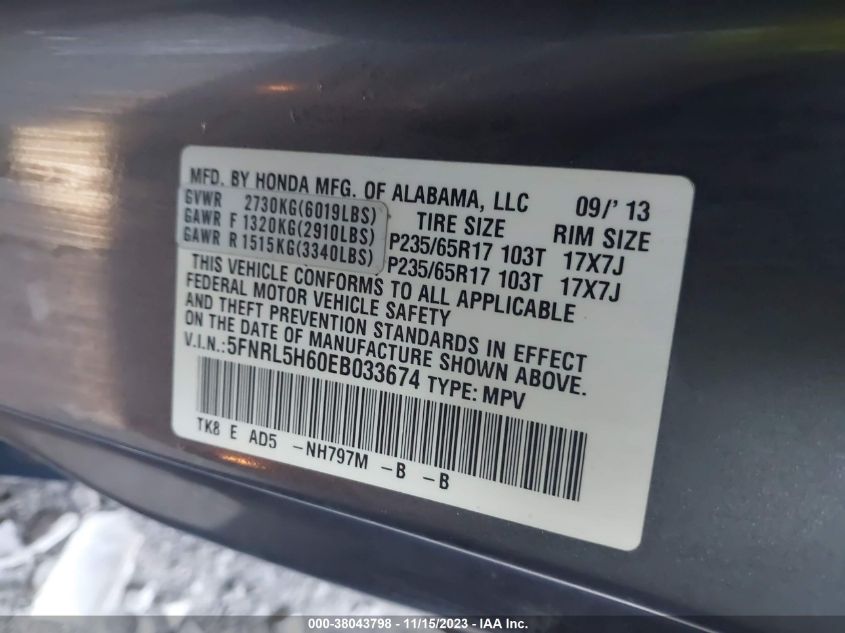 MFD. BY HONDA MFG. OF ALABAMA, LLC 09/' 13
GVWR 2730KG(6019LBS) TIRE SIZE RIM SIZE
GAWR F 1320KG(2910LBS) P235/65R17 103T 17X7J
GAWR R 1515KG(3340LBS) P235/65R17 103T 17X7J
THIS VEHICLE CONFORMS TO ALL APPLICABLE
FEDERAL MOTOR VEHICLE SAFETY
AND THEFT PREVENTION STANDARDS IN EFFECT
ON THE DATE OF MANUFACTURE SHOWN ABOVE.
V.I.N.:5FNRL5H60EB033674 TYPE: MPV
TK8 E AD5 -NH797M -B -B
000-38043798 - 11/15/2023 - IAA Inc.